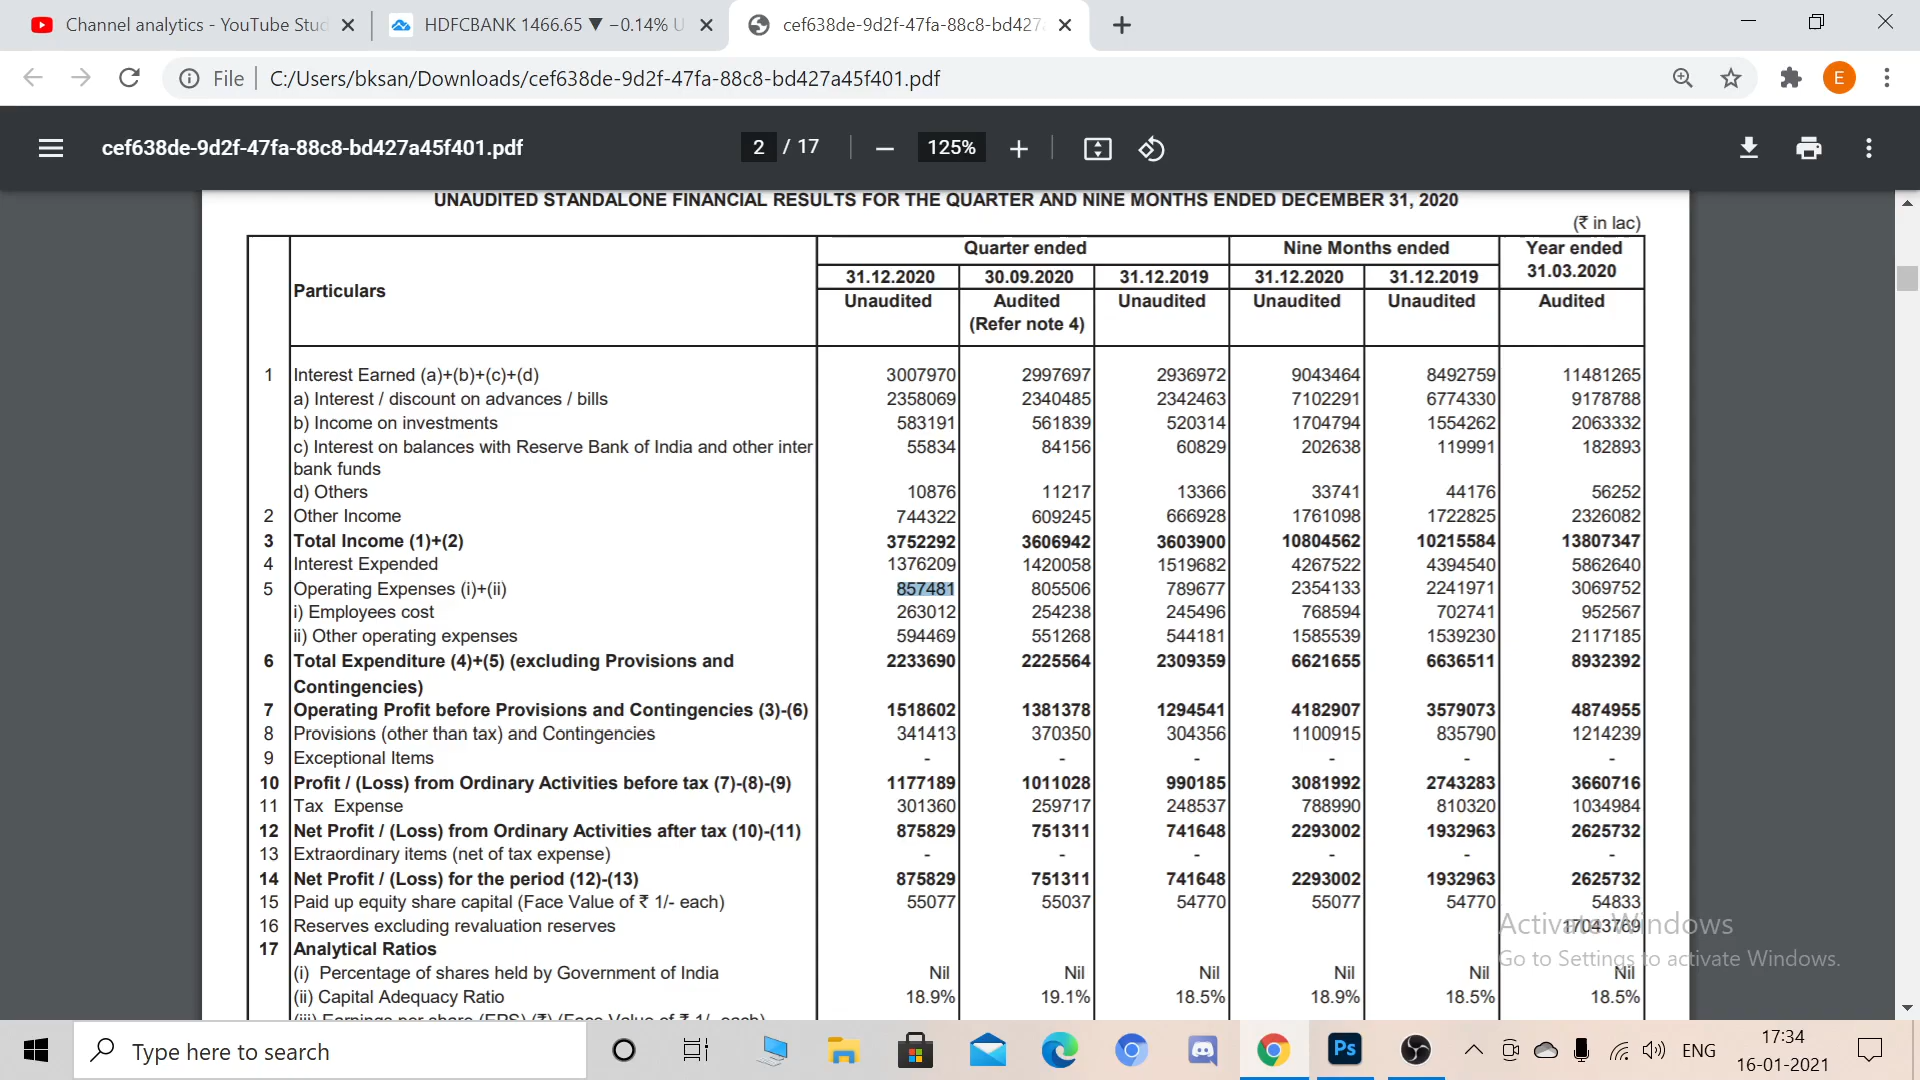 Channel analytics - YouTube Stud
HDFCBANK 1466.65 ▼ −0.14% U
cef638de-9d2f-47fa-88c8-bd427
File C:/Users/bksan/Downloads/cef638de-9d2f-47fa-88c8-bd427a45f401.pdf E
cef638de-9d2f-47fa-88c8-bd427a45f401.pdf 2 / 17 125%
UNAUDITED STANDALONE FINANCIAL RESULTS FOR THE QUARTER AND NINE MONTHS ENDED DECEMBER 31, 2020
(₹ in lac)
Particulars Quarter ended Nine Months ended Year ended
31.12.2020 30.09.2020 31.12.2019 31.12.2020 31.12.2019 31.03.2020
Unaudited Audited Unaudited Unaudited Unaudited Audited
(Refer note 4)
1 Interest Earned (a)+(b)+(c)+(d) 3007970 2997697 2936972 9043464 8492759 11481265
a) Interest / discount on advances / bills 2358069 2340485 2342463 7102291 6774330 9178788
b) Income on investments 583191 561839 520314 1704794 1554262 2063332
c) Interest on balances with Reserve Bank of India and other inter 55834 84156 60829 202638 119991 182893
bank funds
d) Others 10876 11217 13366 33741 44176 56252
2 Other Income 744322 609245 666928 1761098 1722825 2326082
3 Total Income (1)+(2) 3752292 3606942 3603900 10804562 10215584 13807347
4 Interest Expended 1376209 1420058 1519682 4267522 4394540 5862640
5 Operating Expenses (i)+(ii) 857481 805506 789677 2354133 2241971 3069752
i) Employees cost 263012 254238 245496 768594 702741 952567
ii) Other operating expenses 594469 551268 544181 1585539 1539230 2117185
6 Total Expenditure (4)+(5) (excluding Provisions and 2233690 2225564 2309359 6621655 6636511 8932392
Contingencies)
7 Operating Profit before Provisions and Contingencies (3)-(6) 1518602 1381378 1294541 4182907 3579073 4874955
8 Provisions (other than tax) and Contingencies 341413 370350 304356 1100915 835790 1214239
9 Exceptional Items - - - - - -
10 Profit / (Loss) from Ordinary Activities before tax (7)-(8)-(9) 1177189 1011028 990185 3081992 2743283 3660716
11 Tax Expense 301360 259717 248537 788990 810320 1034984
12 Net Profit / (Loss) from Ordinary Activities after tax (10)-(11) 875829 751311 741648 2293002 1932963 2625732
13 Extraordinary items (net of tax expense) - - - - - -
14 Net Profit / (Loss) for the period (12)-(13) 875829 751311 741648 2293002 1932963 2625732
15 Paid up equity share capital (Face Value of ₹ 1/- each) 55077 55037 54770 55077 54770 54833
16 Reserves excluding revaluation reserves 17043769
Activate Windows
17 Analytical Ratios
Go to Settings to activate Windows.
(i) Percentage of shares held by Government of India Nil Nil Nil Nil Nil Nil
(ii) Capital Adequacy Ratio 18.9% 19.1% 18.5% 18.9% 18.5% 18.5%
(iii) Earnings per share (EPS) (₹) (Face Value of ₹ 1/- each)
Type here to search Ps ENG 17:34
16-01-2021